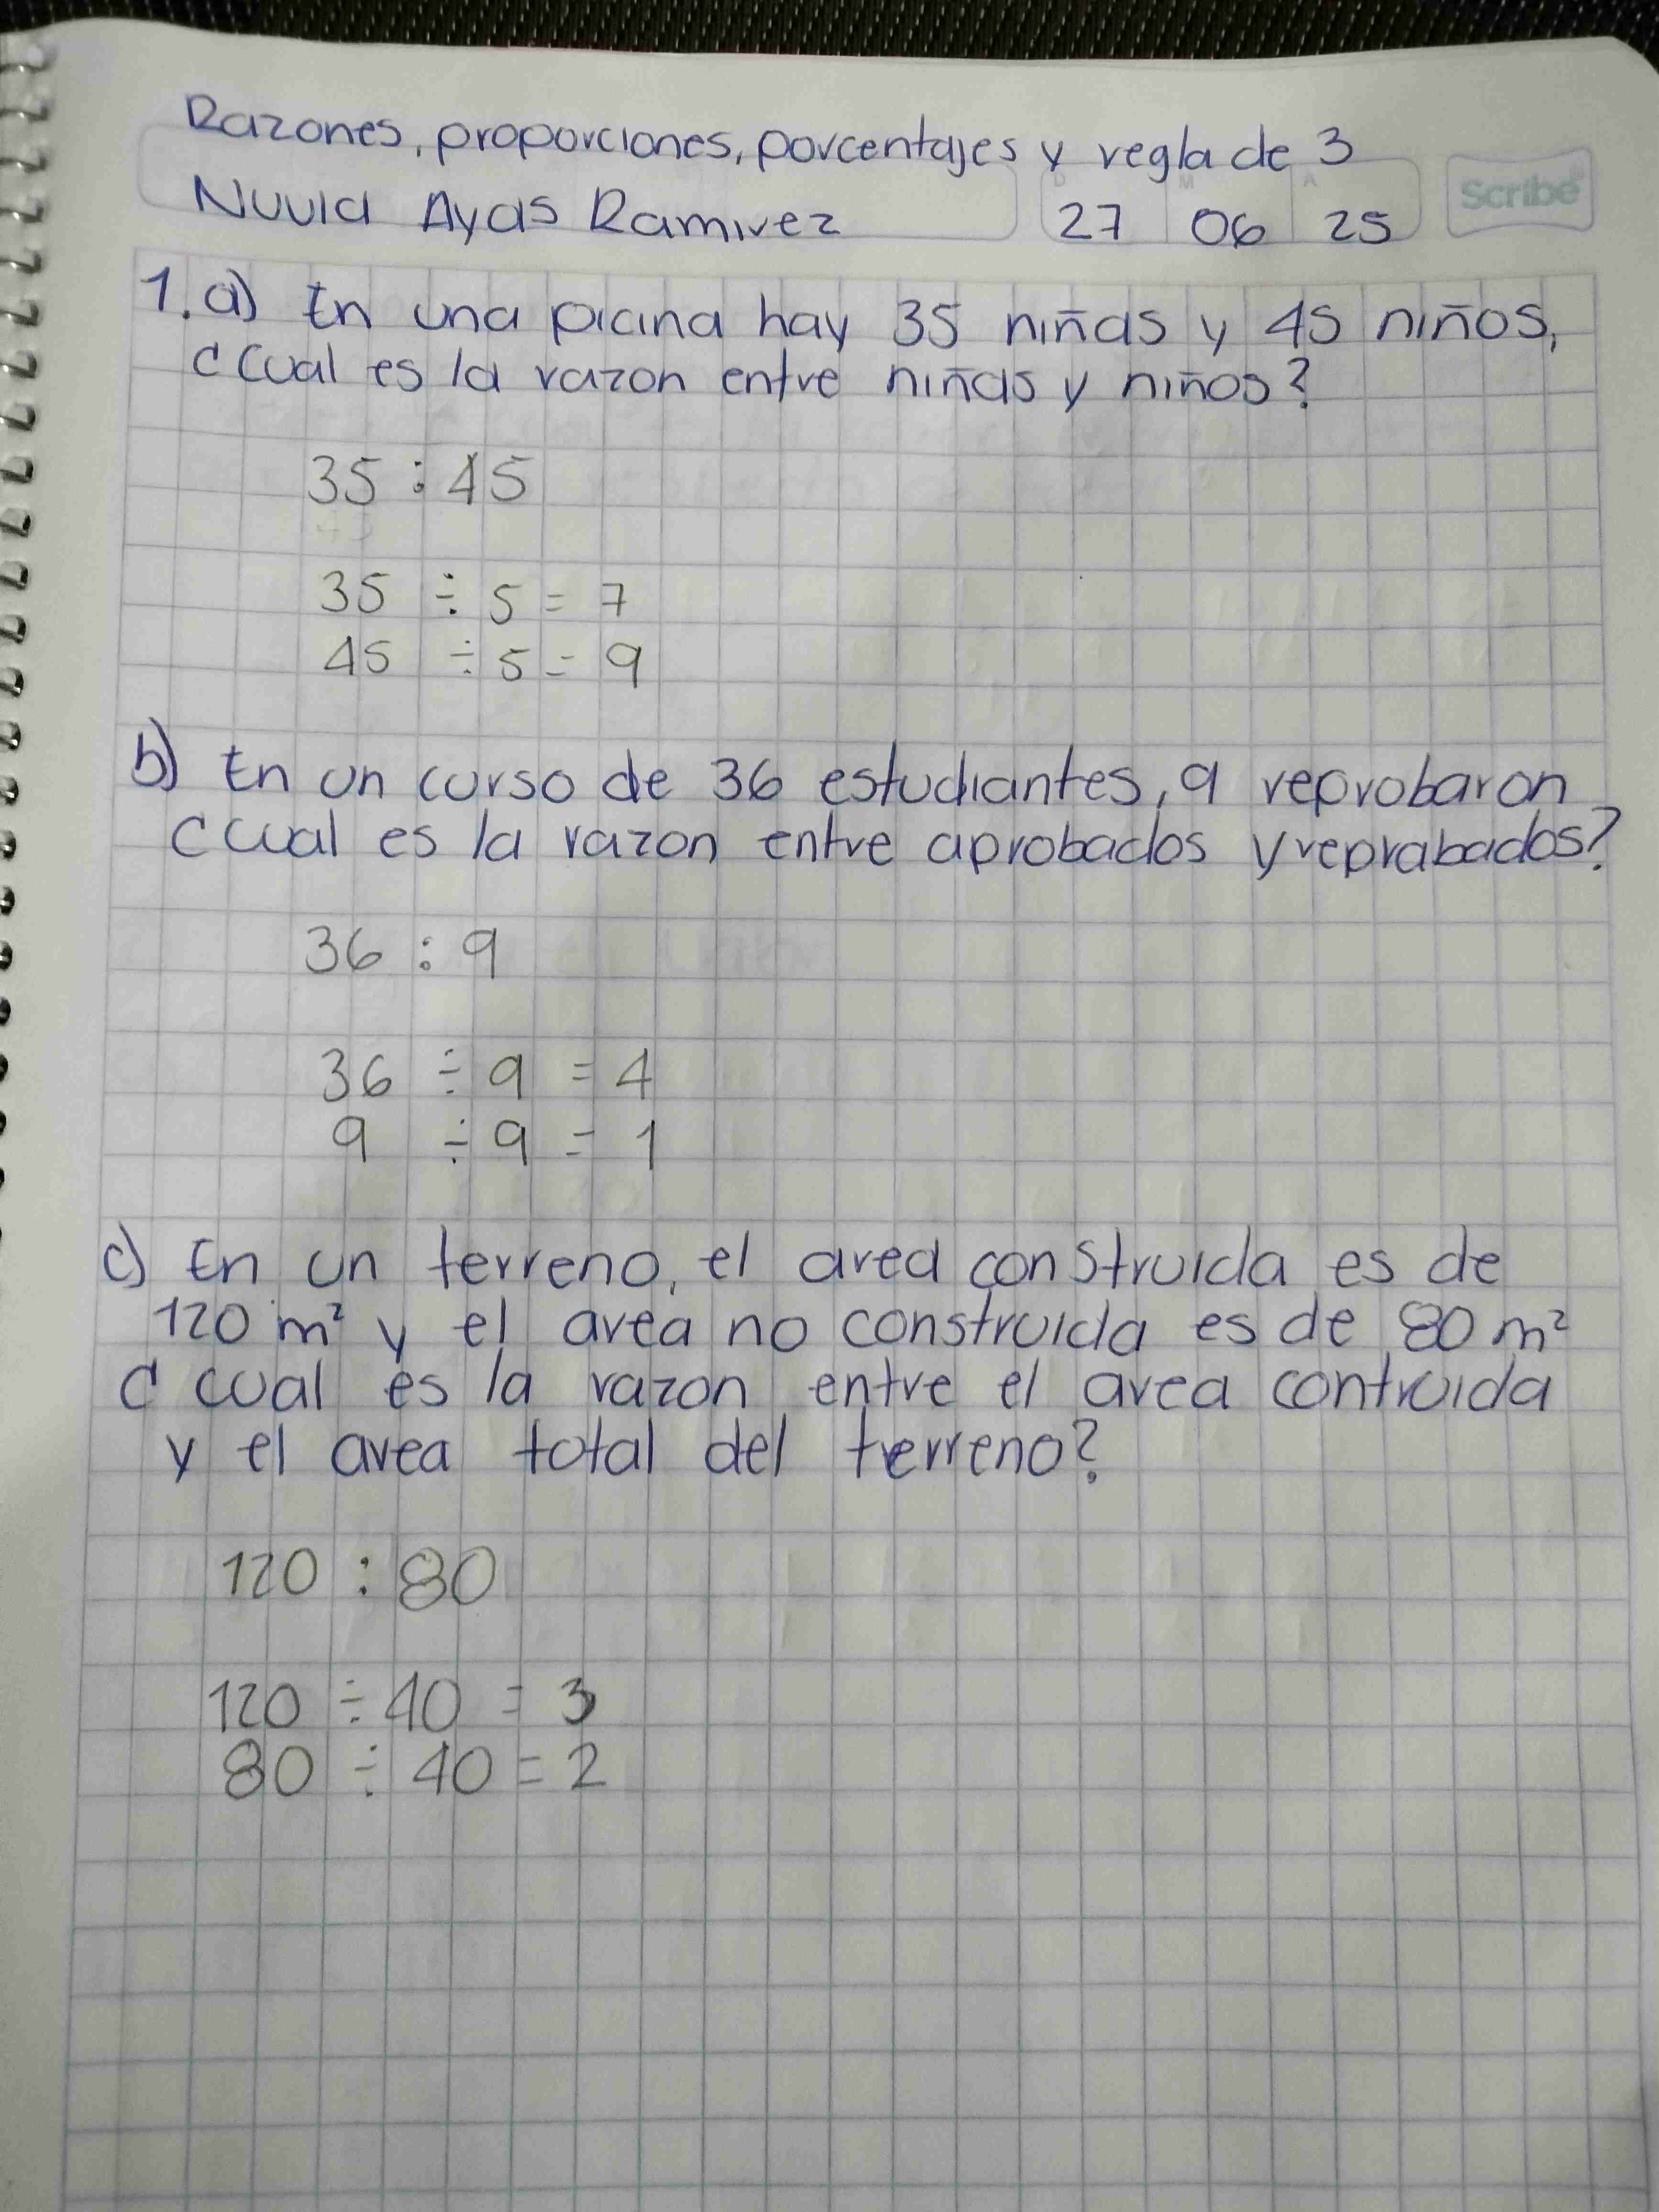 Razones, proporciones, porcentajes y regla de 3
Ayas Ramirez 27 06 25
D M A
Scribe
1. a) En una picina hay 35 niñas y 45 niños,
¿Cual es la razon entre niñas y niños?
35 : 45
35 ÷ 5 = 7
45 ÷ 5 = 9
b) En un curso de 36 estudiantes, 9 reprobaron
¿cual es la razon entre aprobados y reprabados?
36 : 9
36 ÷ 9 = 4
9 ÷ 9 = 1
c) En un terreno, el area construida es de
120 m² y el area no construida es de 80 m²
¿cual es la razon entre el area contruida
y el area total del terreno?
120 : 80
120 ÷ 40 = 3
80 ÷ 40 = 2